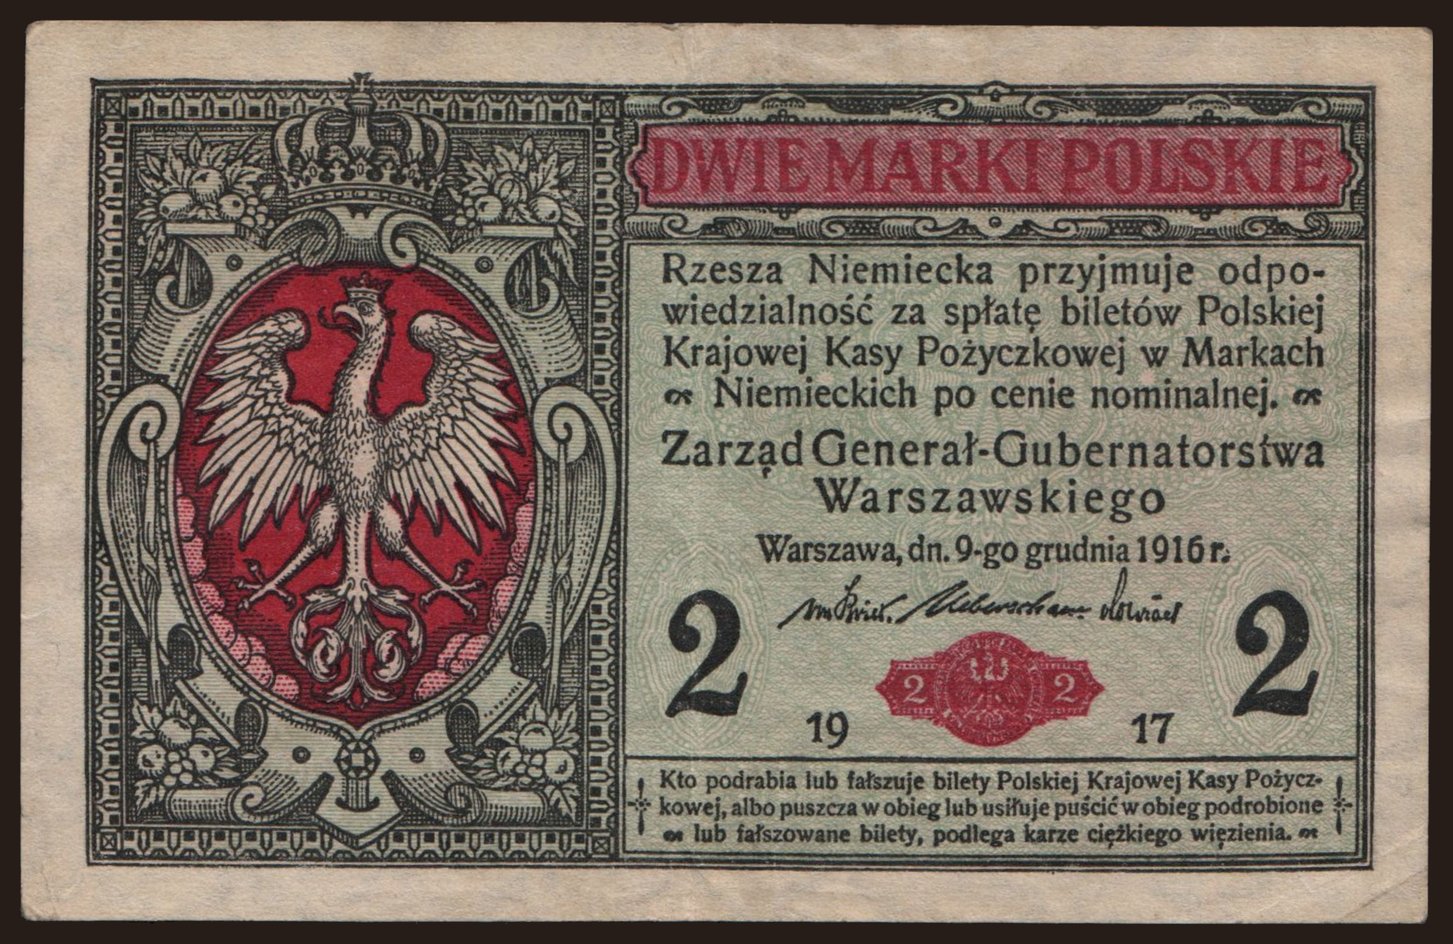 DWIE MARKI POLSKIE
Rzesza Niemiecka przyjmuje odpo-
wiedzialność za spłatę biletów Polskiej
Krajowej Kasy Pożyczkowej w Markach
Niemieckich po cenie nominalnej.
Zarząd Generał-Gubernatorstwa
Warszawskiego
Warszawa, dn. 9-go grudnia 1916 r.
2 2
2 2
19 17
Kto podrabia lub fałszuje bilety Polskiej Krajowej Kasy Pożycz-
kowej, albo puszcza w obieg lub usiłuje puścić w obieg podrobione
lub fałszowane bilety, podlega karze ciężkiego więzienia.